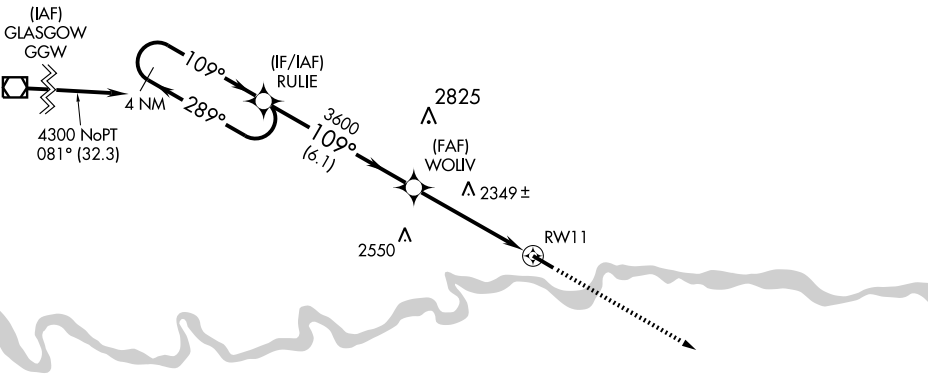 (IAF)
GLASGOW
GGW
4300 NoPT
081° (32.3)
4 NM
109°
289°
(IF/IAF)
RULIE
3600
109°
(6.1)
2825
(FAF)
WOLIV
2349 ±
2550
RW11